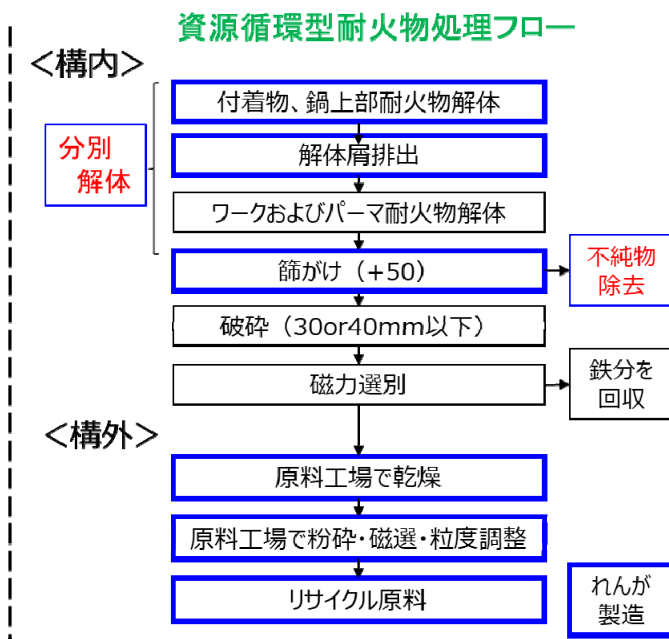 資源循環型耐火物処理フロー
＜構内＞
付着物、鍋上部耐火物解体
分別
解体
解体屑排出
ワークおよびパーマ耐火物解体
篩がけ（+50）
不純物
除去
破砕（30or40mm以下）
磁力選別
鉄分を
回収
＜構外＞
原料工場で乾燥
原料工場で粉砕・磁選・粒度調整
リサイクル原料
れんが
製造